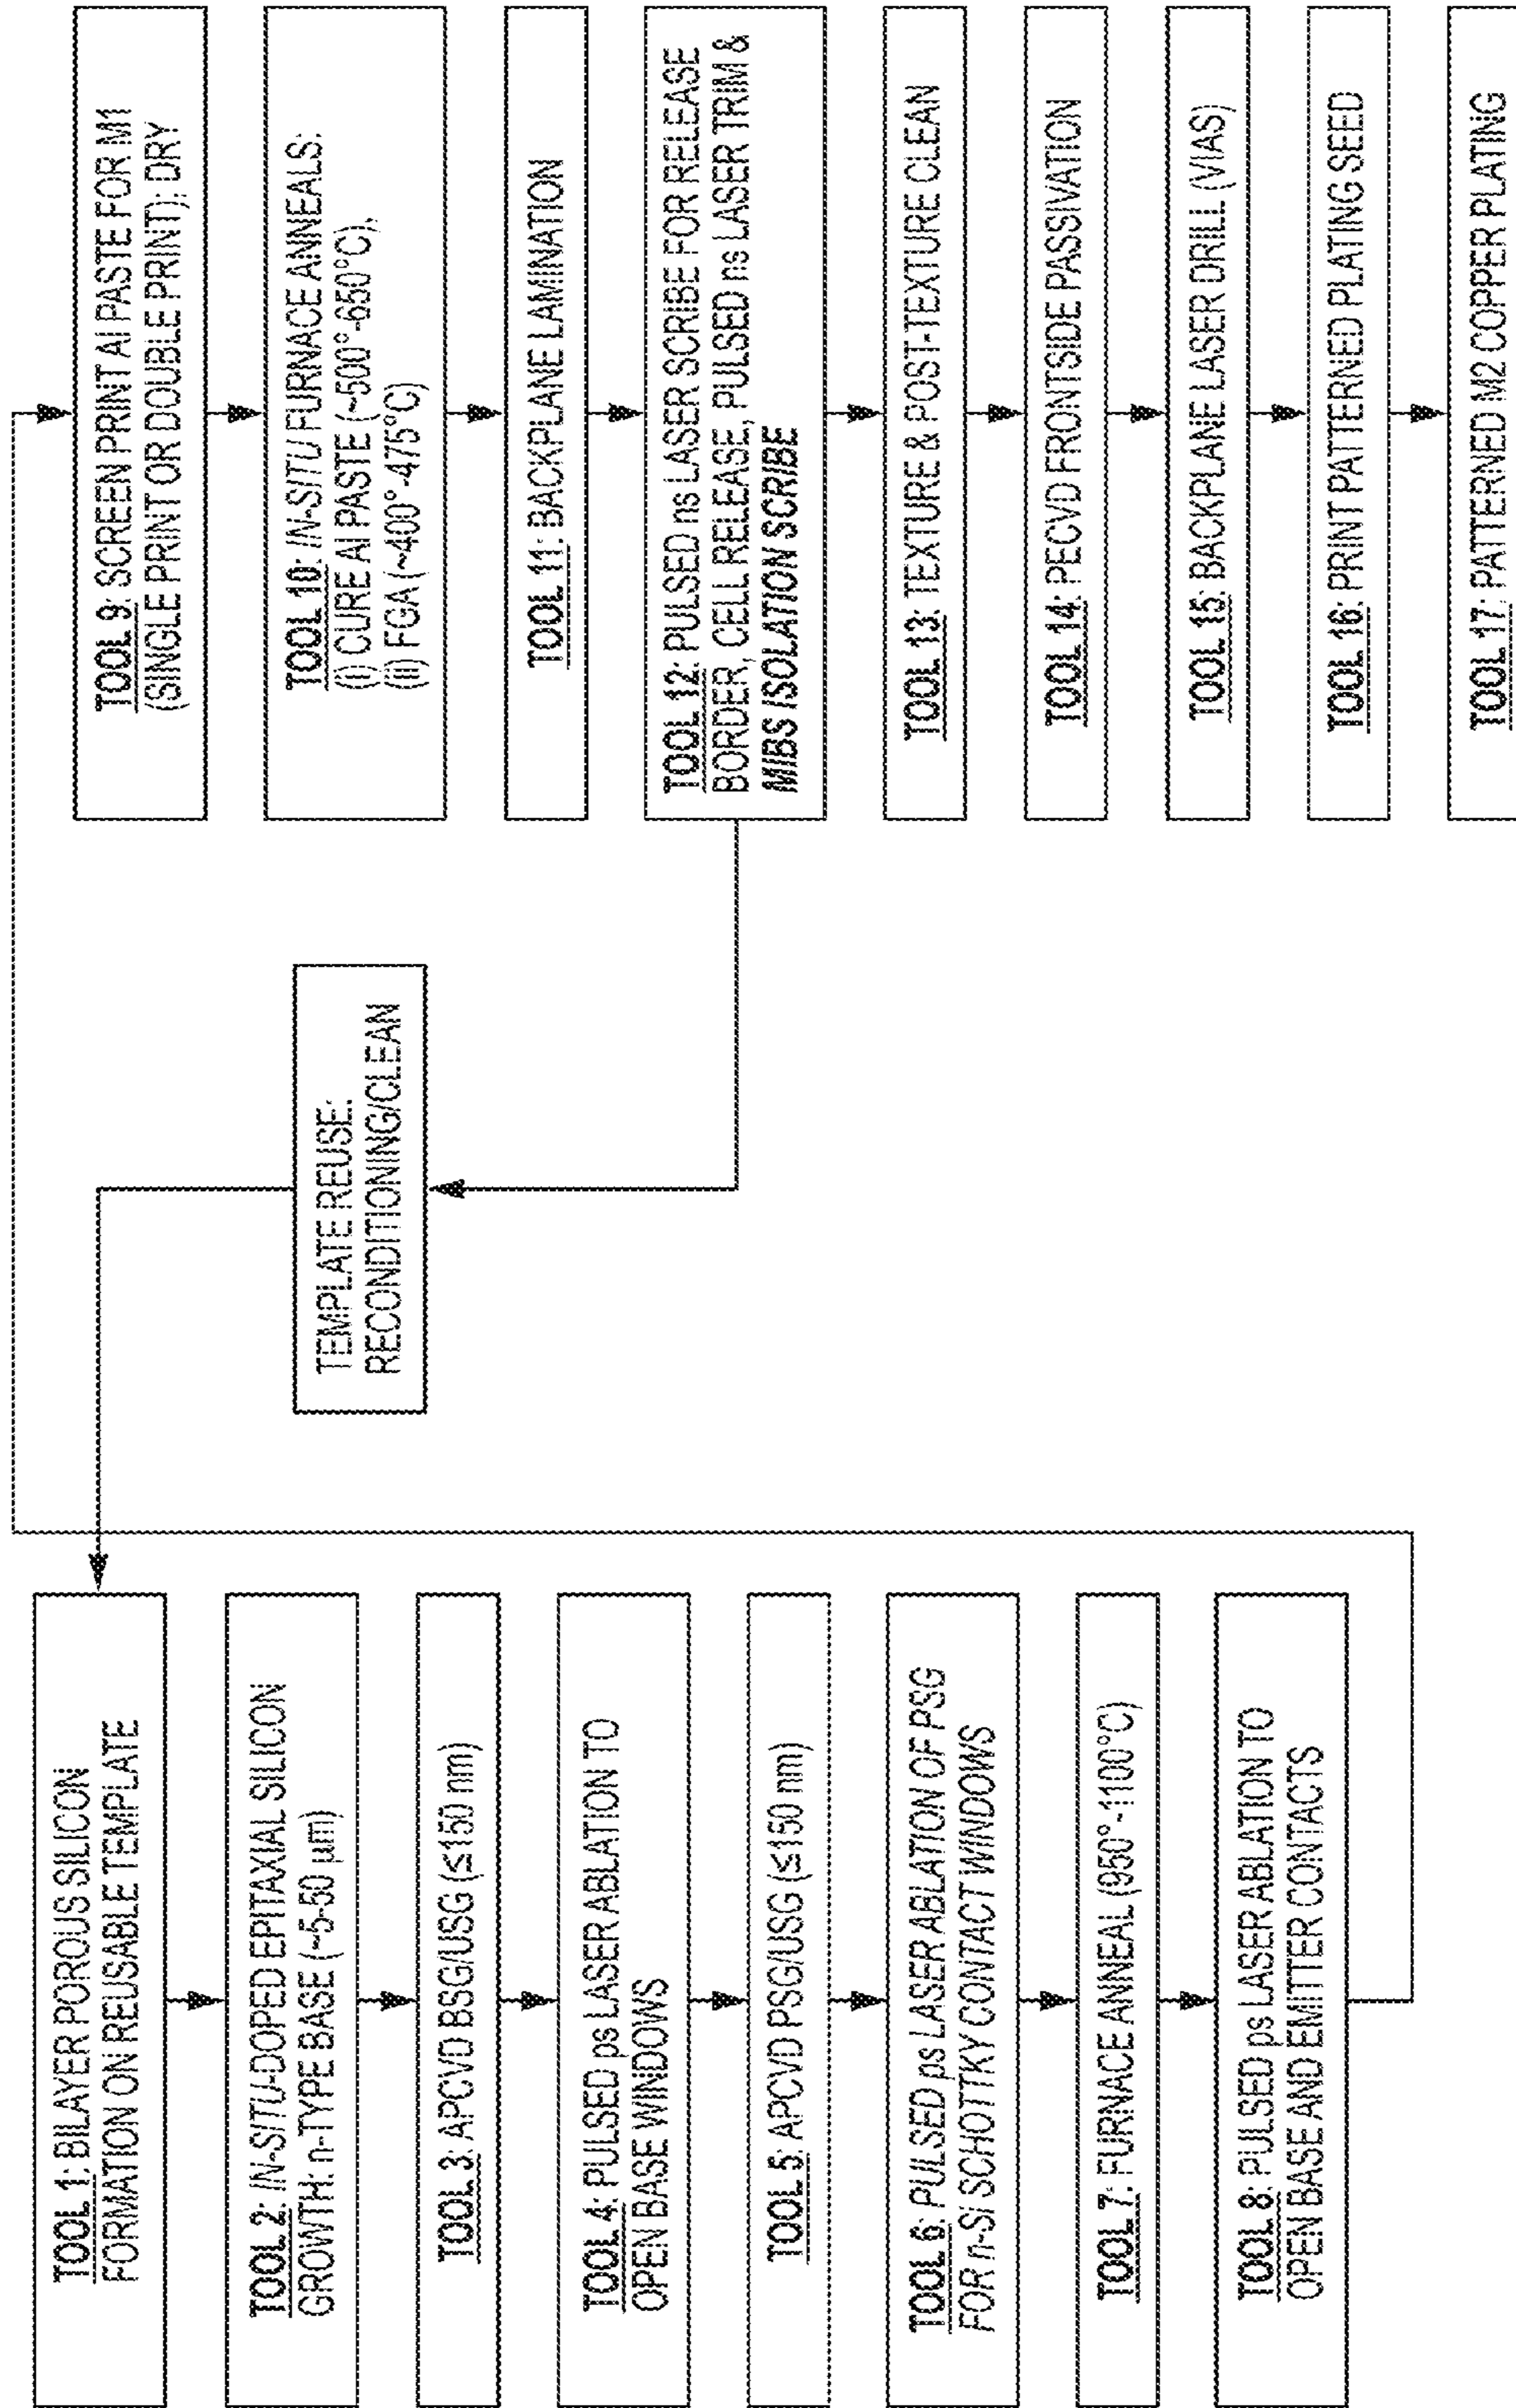 TOOL 1: BILAYER POROUS SILICON
FORMATION ON REUSABLE TEMPLATE
TOOL 2: IN-SITU-DOPED EPITAXIAL SILICON
GROWTH: n-TYPE BASE (~5-50 µm)
TOOL 3: APCVD BSG/USG (≤150 nm)
TOOL 4: PULSED ps LASER ABLATION TO
OPEN BASE WINDOWS
TOOL 5: APCVD PSG/USG (≤150 nm)
TOOL 6: PULSED ps LASER ABLATION OF PSG
FOR n-Si SCHOTTKY CONTACT WINDOWS
TOOL 7: FURNACE ANNEAL (950°-1100°C)
TOOL 8: PULSED ps LASER ABLATION TO
OPEN BASE AND EMITTER CONTACTS
TEMPLATE REUSE:
RECONDITIONING/CLEAN
TOOL 9: SCREEN PRINT Al PASTE FOR M1
(SINGLE PRINT OR DOUBLE PRINT); DRY
TOOL 10: IN-SITU FURNACE ANNEALS:
(i) CURE Al PASTE (~500°-650°C),
(ii) FGA (~400°-475°C)
TOOL 11: BACKPLANE LAMINATION
TOOL 12: PULSED ns LASER SCRIBE FOR RELEASE
BORDER, CELL RELEASE, PULSED ns LASER TRIM &
MIBS ISOLATION SCRIBE
TOOL 13: TEXTURE & POST-TEXTURE CLEAN
TOOL 14: PECVD FRONTSIDE PASSIVATION
TOOL 15: BACKPLANE LASER DRILL (VIAS)
TOOL 16: PRINT PATTERNED PLATING SEED
TOOL 17: PATTERNED M2 COPPER PLATING